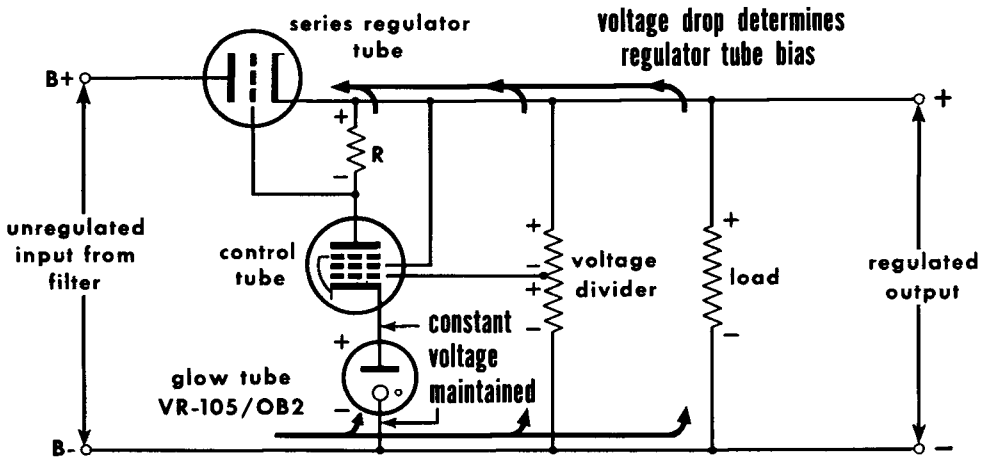 series regulator
tube
voltage drop determines
regulator tube bias
B+
+
+
R
−
unregulated
input from
filter
control
tube
+
−
+
−
voltage
divider
+
load
−
regulated
output
constant
voltage
maintained
+
glow tube
VR-105/OB2
−
B-
−